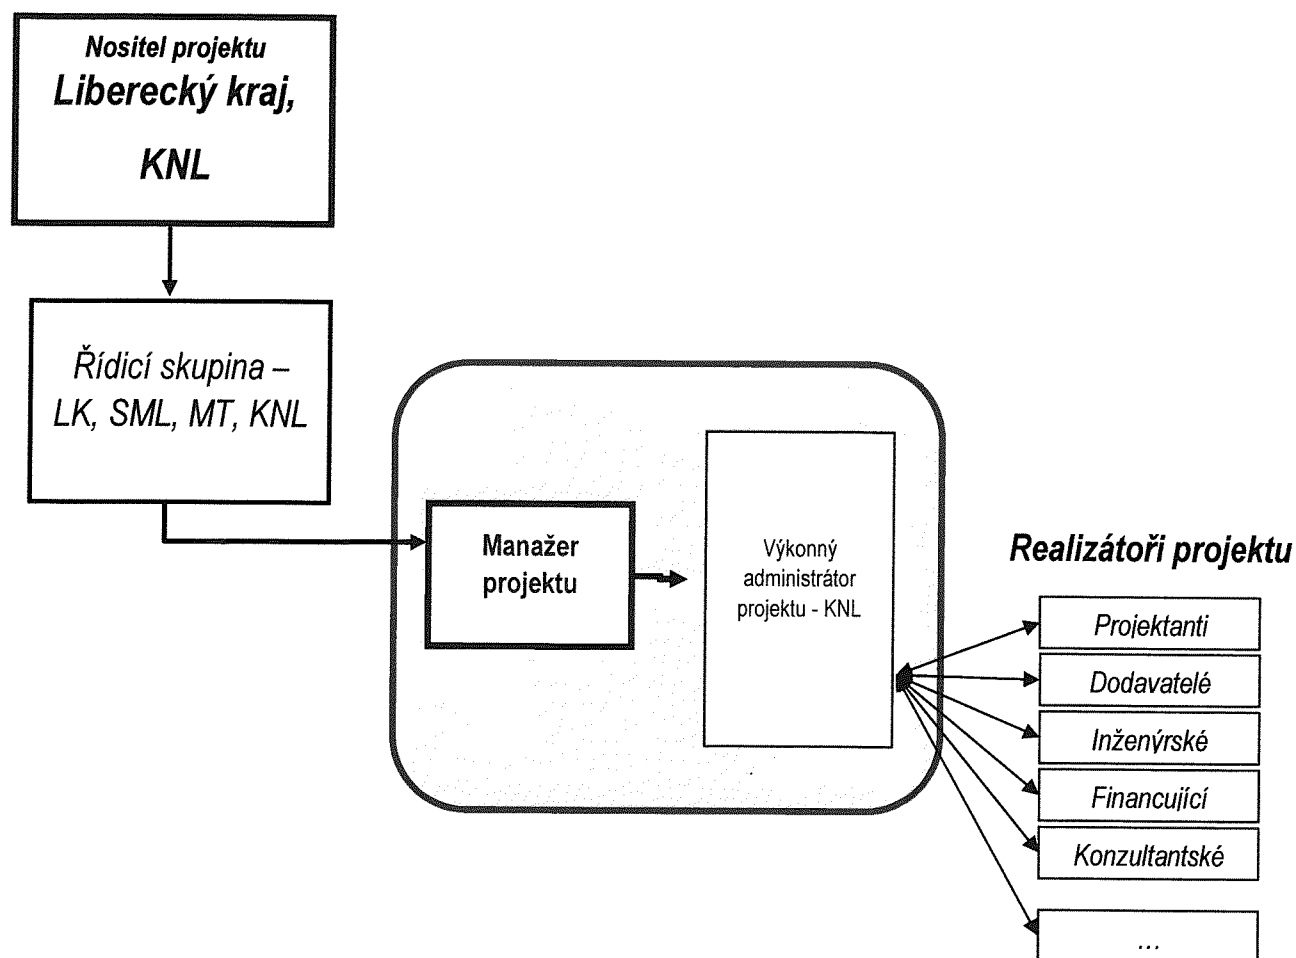 Nositel projektu
Liberecký kraj,
KNL
Řídicí skupina –
LK, SML, MT, KNL
Manažer
projektu
Výkonný
administrátor
projektu - KNL
Realizátoři projektu
Projektanti
Dodavatelé
Inženýrské
Financující
Konzultantské
...